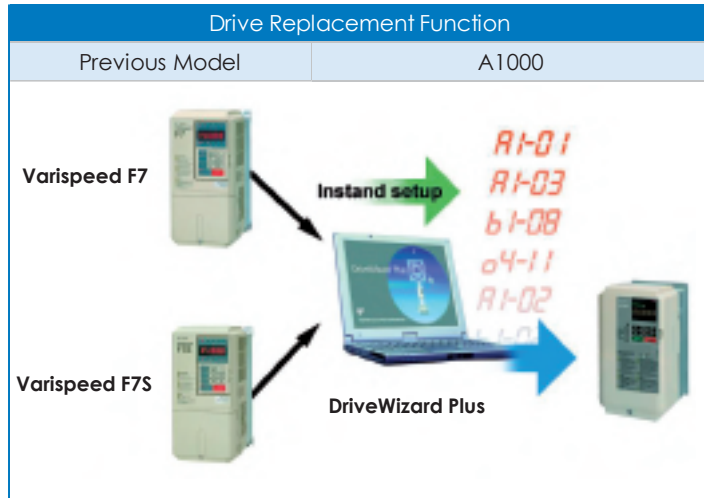 Drive Replacement Function
Previous Model
A1000
Varispeed F7
Instand setup
A1-01
A1-03
b1-08
o4-11
A1-02
Varispeed F7S
DriveWizard Plus